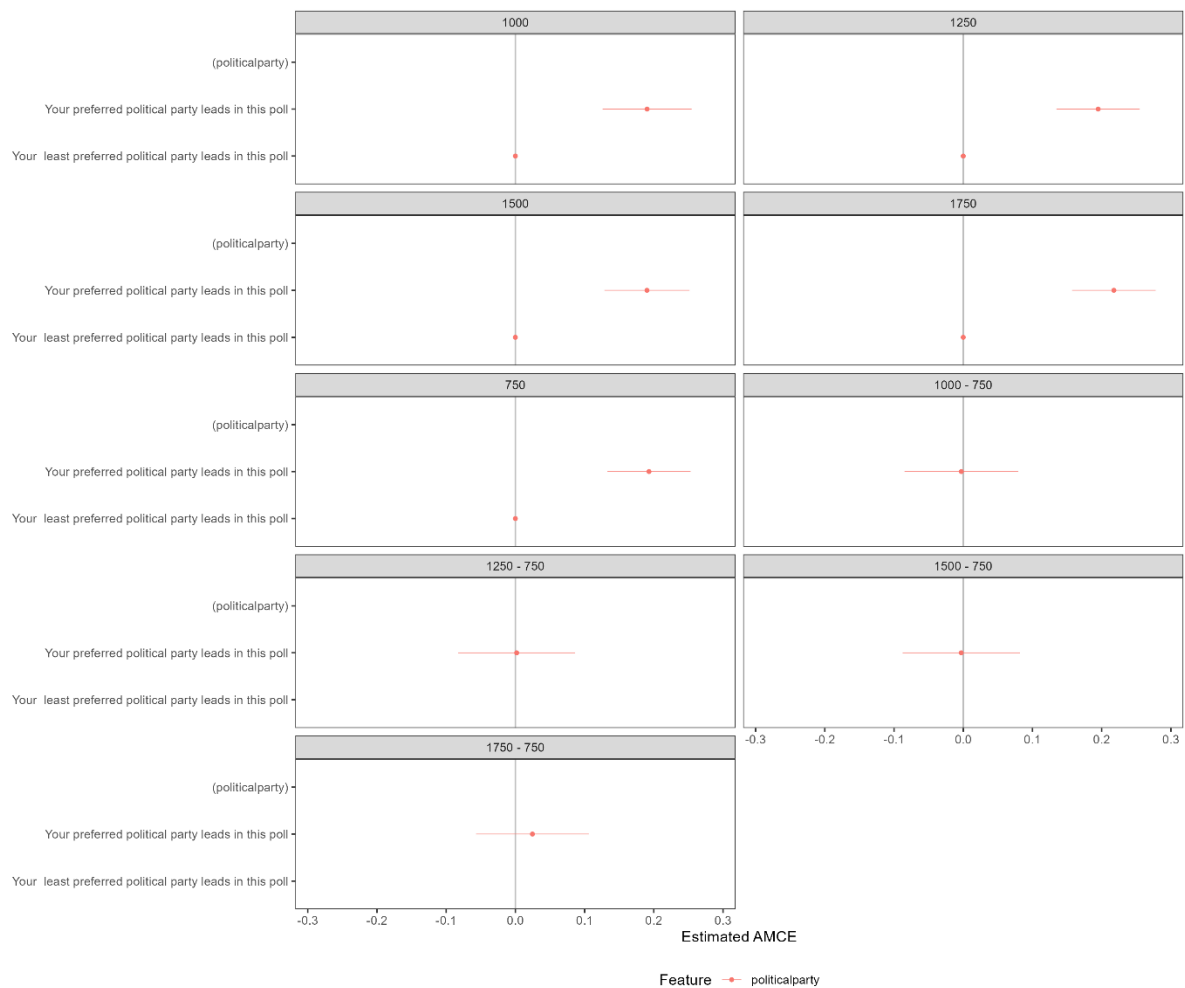 1000
1250
(politicalparty)
Your preferred political party leads in this poll
Your  least preferred political party leads in this poll
1500
1750
(politicalparty)
Your preferred political party leads in this poll
Your  least preferred political party leads in this poll
750
1000 - 750
(politicalparty)
Your preferred political party leads in this poll
Your  least preferred political party leads in this poll
1250 - 750
1500 - 750
(politicalparty)
Your preferred political party leads in this poll
Your  least preferred political party leads in this poll
-0.3 -0.2 -0.1 0.0 0.1 0.2 0.3
1750 - 750
(politicalparty)
Your preferred political party leads in this poll
Your  least preferred political party leads in this poll
-0.3 -0.2 -0.1 0.0 0.1 0.2 0.3
Estimated AMCE
Feature politicalparty